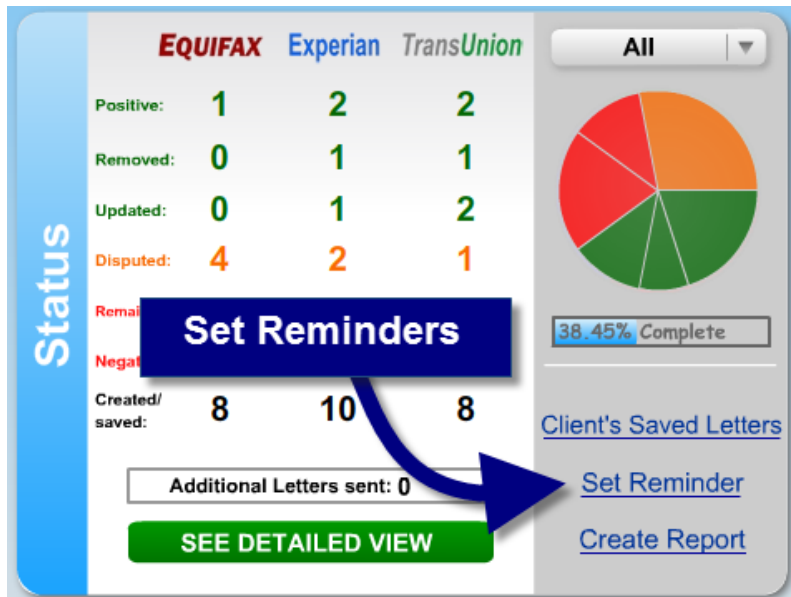 Status
EQUIFAX Experian TransUnion
Positive: 1 2 2
Removed: 0 1 1
Updated: 0 1 2
Disputed: 4 2 1
Set Reminders
Created/
saved: 8 10 8
Additional Letters sent: 0
SEE DETAILED VIEW
All
38.45% Complete
Client's Saved Letters
Set Reminder
Create Report